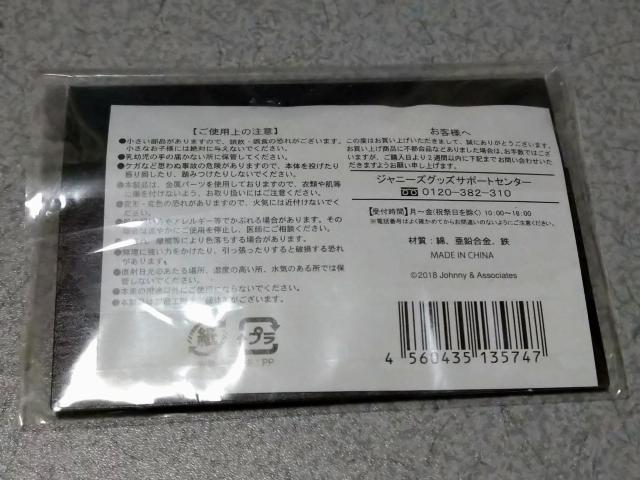 【ご使用上の注意】
●小さい部品がありますので、誤飲・誤食の恐れがございます。
小さなお子様には絶対に与えないでください。
●乳幼児の手の届かない所に保管してください。
●ケガなど思わぬ事故の危険がありますので、本体を投げたり
振り回したり、踏みつけたりしないでください。
●本製品は、金属パーツを使用しておりますので、衣類や肌等
に傷を付けないよう、お取り扱いにはご注意ください。
●変形・変色の恐れがございますので、火気には近付けないでく
ださい。
やアレルギー等でかぶれる場合があります。その
ご使用を停止し、医師にご相談ください。
摩擦等により色落ちする場合があります。
●無理に強い力をかけたり、引っ張ったりすると破損する恐れ
があります。
●直射日光のあたる場所、湿度の高い所、水気のある所では保
管しないでください。
●本来の用途以外にご使用にならないでください。
紙
プラ
PP
お客様へ
この度はお買い上げいただきまして、誠にありがとうございます。
お買い上げ商品に不都合品などありました場合は、お手数ではござ
いますが、ご購入日より2週間以内に下記までお問い合わせいた
だきますようお願い申し上げます。
ジャニーズグッズサポートセンター
0120-382-310
【受付時間】月~金(祝祭日を除く) 10:00~18:00
※電話番号はよく確かめてからお間違いのないようにご注意ください。
材質:綿、亜鉛合金、鉄
MADE IN CHINA
©2018 Johnny & Associates
4 560435 135747